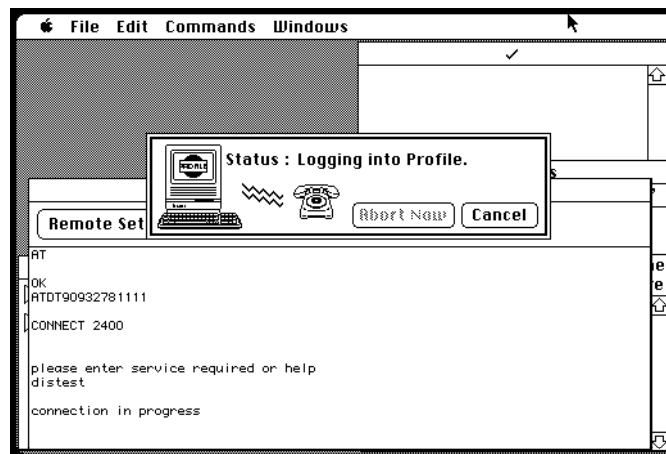 File Edit Commands Windows
PROFILE
Status : Logging into Profile.
Abort Now Cancel
Remote Set
AT
OK
ATDT90932781111
CONNECT 2400
please enter service required or help
distest
connection in progress